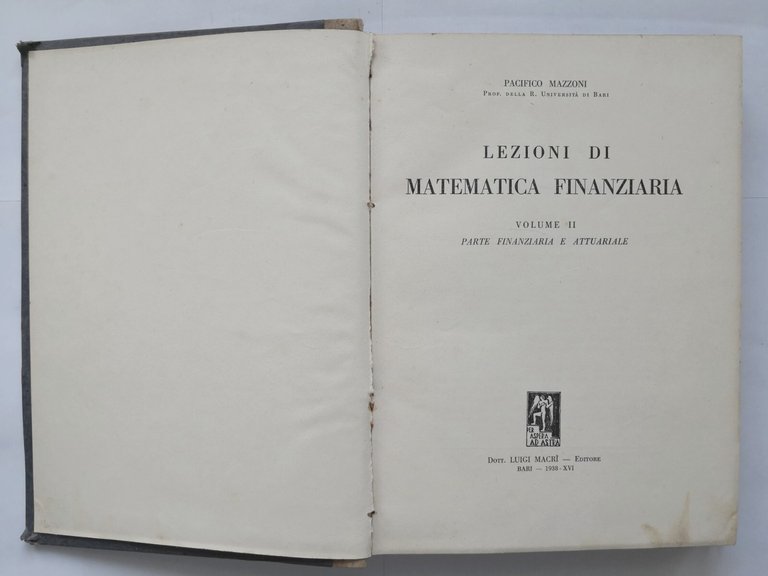 PACIFICO MAZZONI
PROF. DELLA R. UNIVERSITÀ DI BARI
LEZIONI DI
MATEMATICA FINANZIARIA
VOLUME II
PARTE FINANZIARIA E ATTUARIALE
PER
ASPERA
AD ASTRA
DOTT. LUIGI MACRÌ — EDITORE
BARI — 1938 - XVI